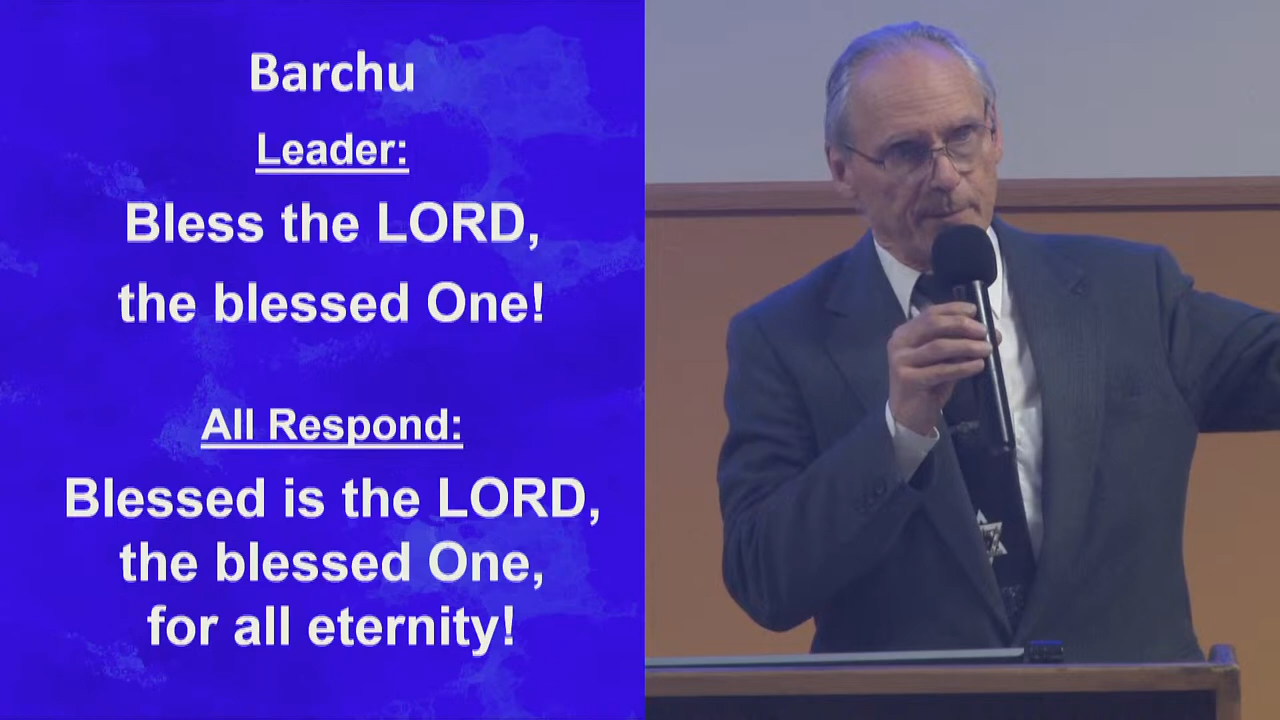 Barchu
Leader:
Bless the LORD,
the blessed One!
All Respond:
Blessed is the LORD,
the blessed One,
for all eternity!